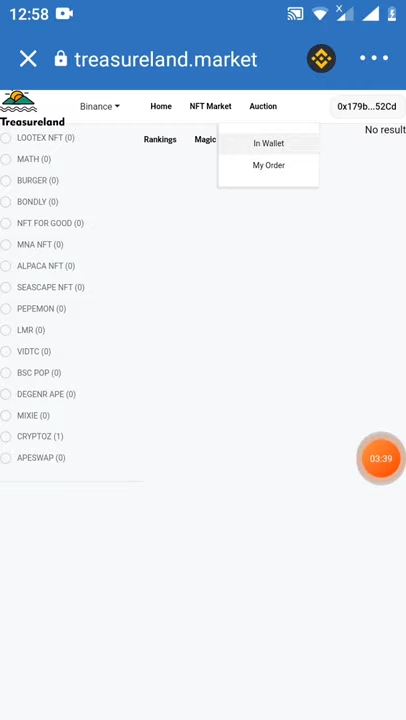 12:58
treasureland.market
Treasureland
Binance
Home
NFT Market
Auction
0x179b...52Cd
Rankings
Magic
In Wallet
My Order
No result
LOOTEX NFT (0)
MATH (0)
BURGER (0)
BONDLY (0)
NFT FOR GOOD (0)
MNA NFT (0)
ALPACA NFT (0)
SEASCAPE NFT (0)
PEPEMON (0)
LMR (0)
VIDTC (0)
BSC POP (0)
DEGENR APE (0)
MIXIE (0)
CRYPTOZ (1)
APESWAP (0)
03:39